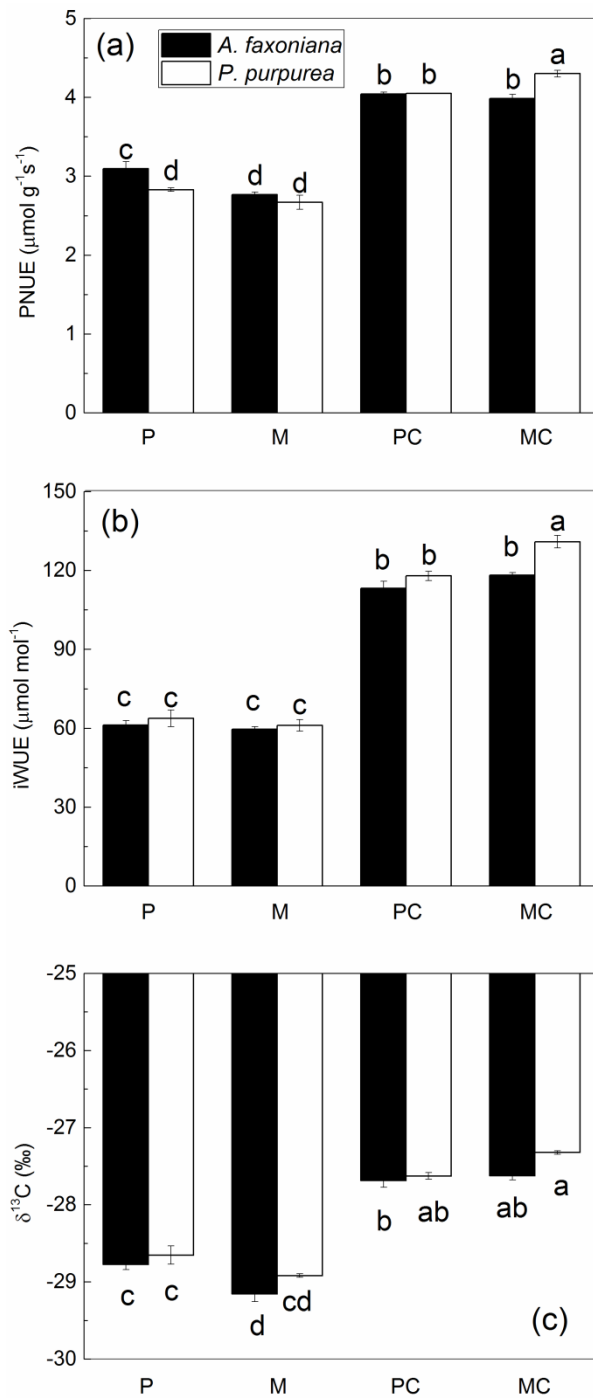 (a)
A. faxoniana
P. purpurea
PNUE (μmol g⁻¹s⁻¹)
5
4
3
2
1
0
c d d d b b b a
P M PC MC
(b)
iWUE (μmol mol⁻¹)
150
120
90
60
30
0
c c c c b b b a
P M PC MC
δ¹³C (‰)
-25
-26
-27
-28
-29
-30
c c d cd b ab ab a
(c)
P M PC MC